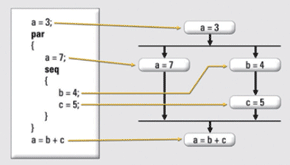 a = 3;
par
{
a = 7;
seq
{
b = 4;
c = 5;
}
}
a = b + c
a = 3
a = 7
b = 4
c = 5
a = b + c